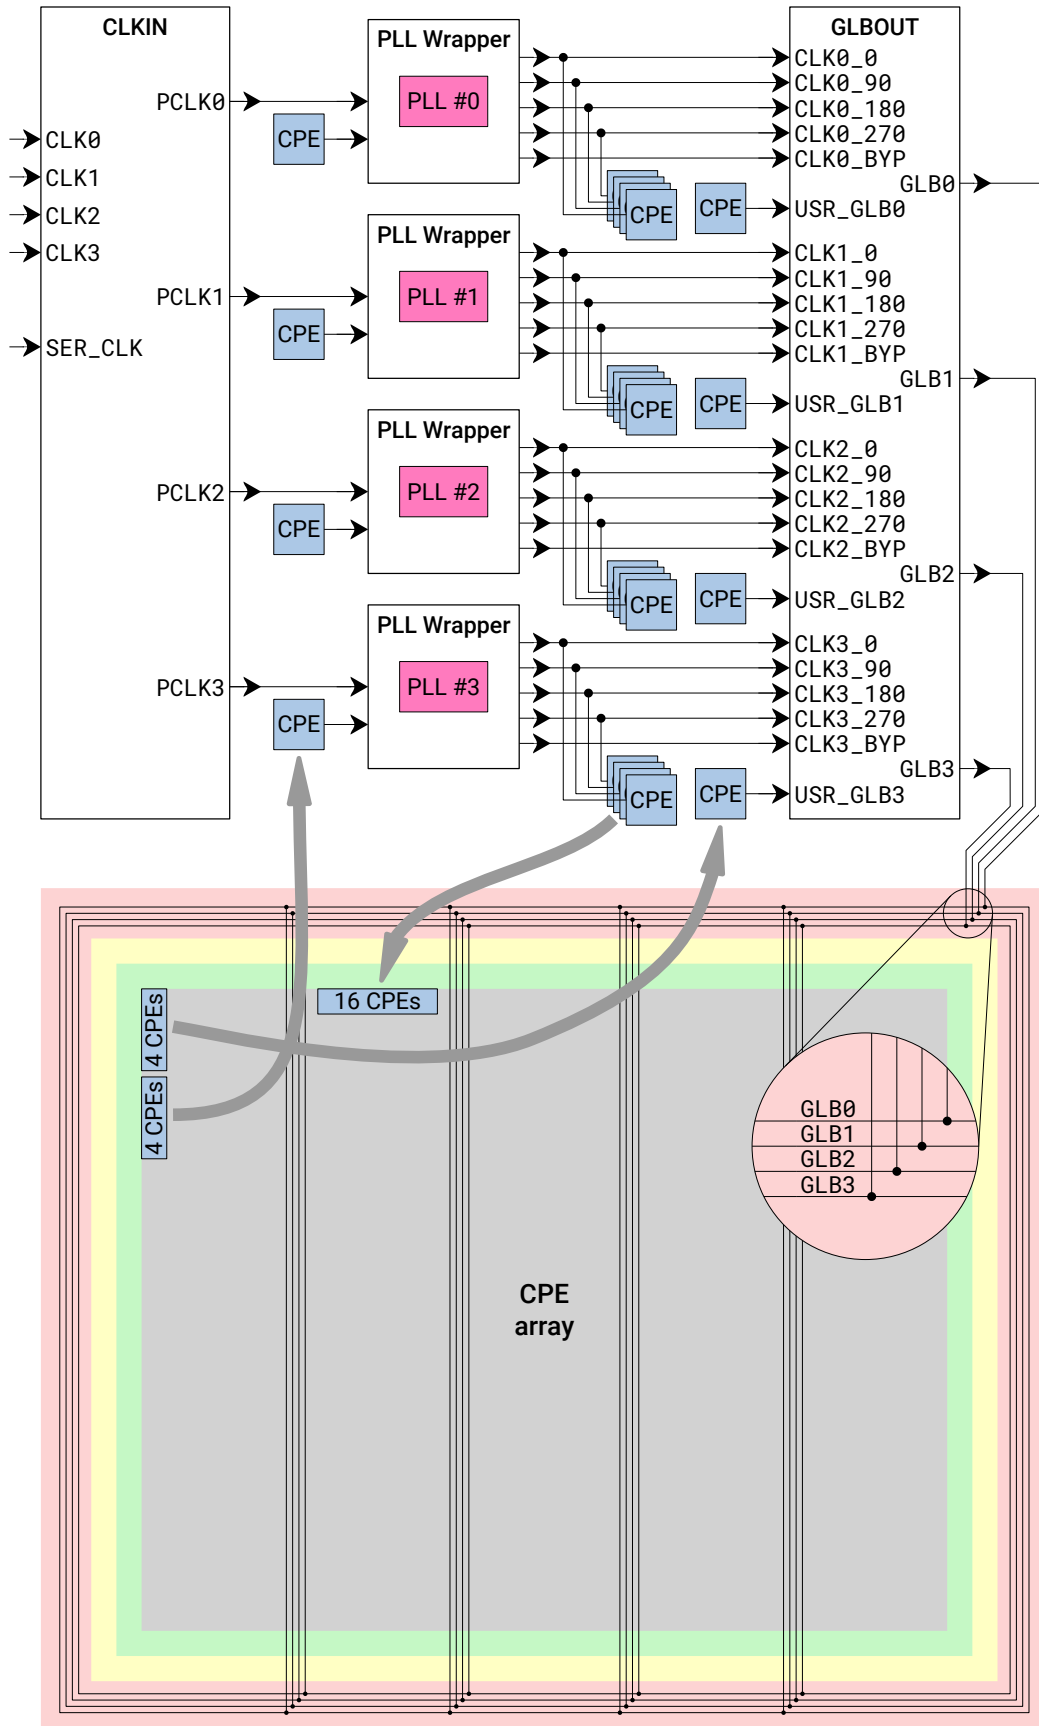 CLKIN
PCLK0
CLK0
CLK1
CLK2
CLK3
PCLK1
SER_CLK
PCLK2
PCLK3
PLL Wrapper
PLL #0
CPE
CPE
CPE
PLL Wrapper
PLL #1
CPE
CPE
CPE
PLL Wrapper
PLL #2
CPE
CPE
CPE
PLL Wrapper
PLL #3
CPE
CPE
CPE
GLBOUT
CLK0_0
CLK0_90
CLK0_180
CLK0_270
CLK0_BYP
GLB0
USR_GLB0
CLK1_0
CLK1_90
CLK1_180
CLK1_270
CLK1_BYP
GLB1
USR_GLB1
CLK2_0
CLK2_90
CLK2_180
CLK2_270
CLK2_BYP
GLB2
USR_GLB2
CLK3_0
CLK3_90
CLK3_180
CLK3_270
CLK3_BYP
GLB3
USR_GLB3
4 CPEs
4 CPEs
16 CPEs
GLB0
GLB1
GLB2
GLB3
CPE
array